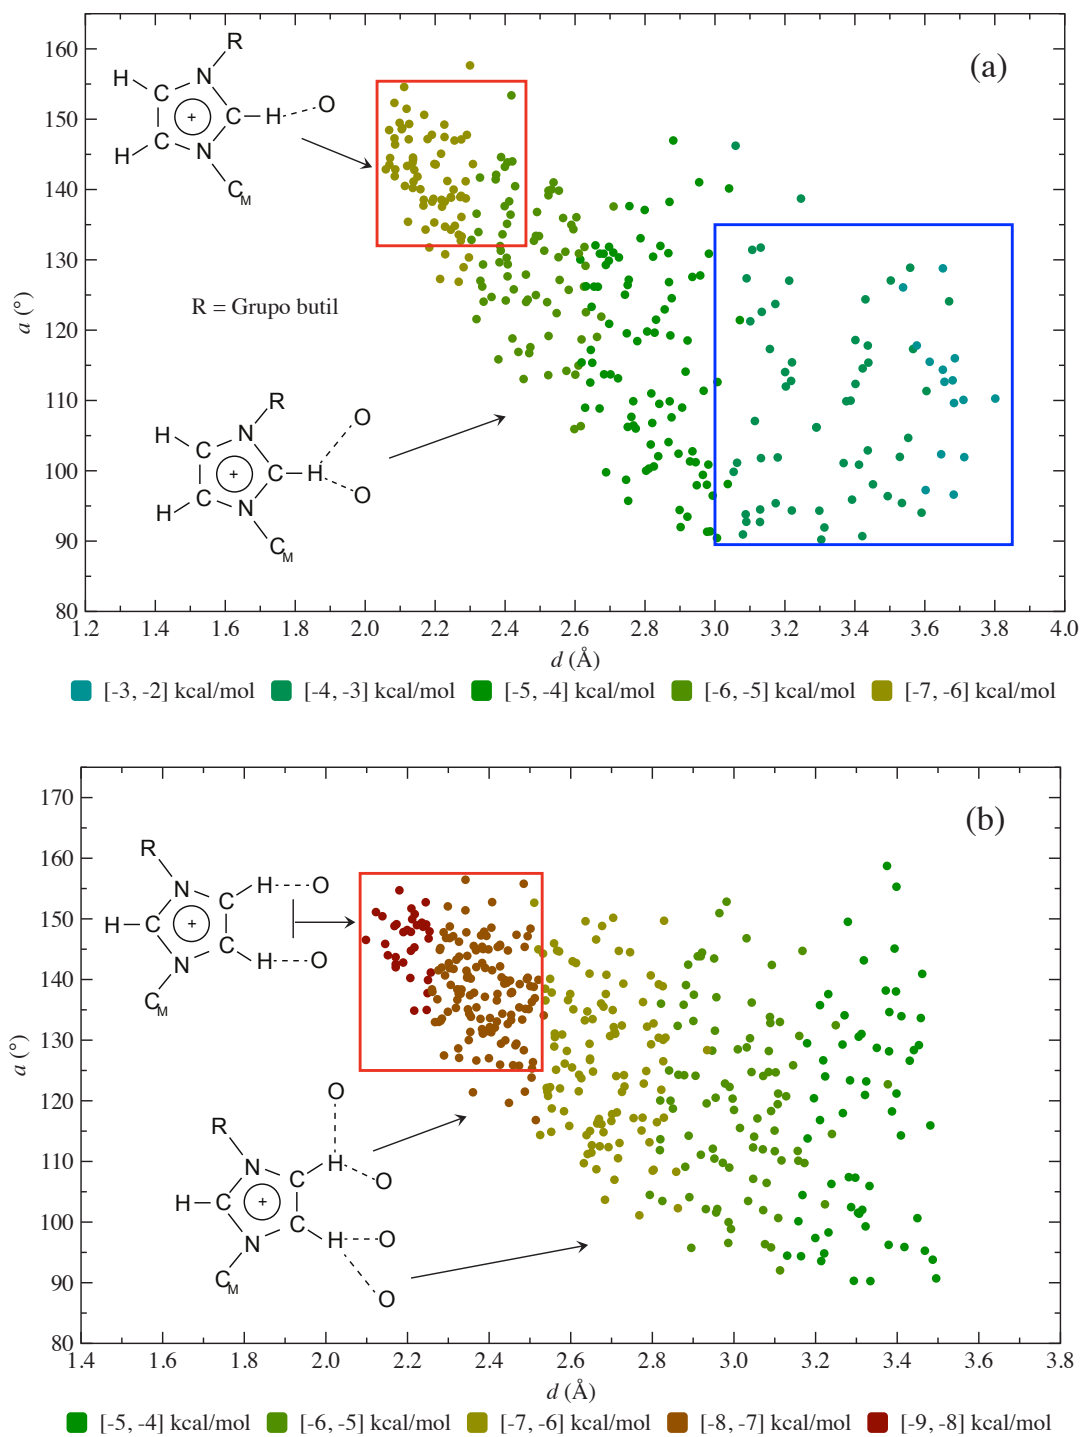 (a)
160
150
140
130
120
110
100
90
80
a (°)
R
H
C
N
+
C
H
O
C
H
N
C_M
R = Grupo butil
R
H
C
N
+
C
H
O
O
C
H
N
C_M
1.2 1.4 1.6 1.8 2.0 2.2 2.4 2.6 2.8 3.0 3.2 3.4 3.6 3.8 4.0
d (Å)
[-3, -2] kcal/mol [-4, -3] kcal/mol [-5, -4] kcal/mol [-6, -5] kcal/mol [-7, -6] kcal/mol
(b)
170
160
150
140
130
120
110
100
90
80
a (°)
R
N
C
H
O
H
C
+
C
N
H
O
C_M
R
O
N
C
H
O
H
C
+
C
N
H
O
O
C_M
1.4 1.6 1.8 2.0 2.2 2.4 2.6 2.8 3.0 3.2 3.4 3.6 3.8
d (Å)
[-5, -4] kcal/mol [-6, -5] kcal/mol [-7, -6] kcal/mol [-8, -7] kcal/mol [-9, -8] kcal/mol